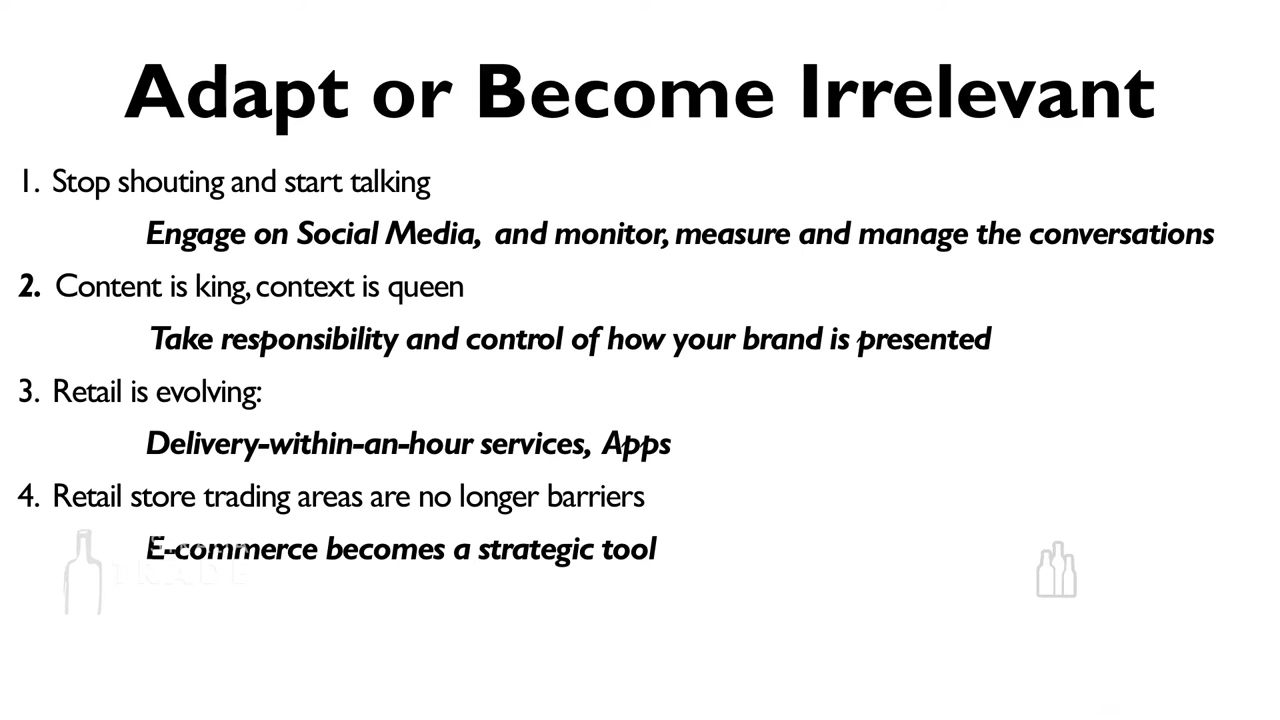 Adapt or Become Irrelevant
1. Stop shouting and start talking
Engage on Social Media, and monitor, measure and manage the conversations
2. Content is king, context is queen
Take responsibility and control of how your brand is presented
3. Retail is evolving:
Delivery-within-an-hour services, Apps
4. Retail store trading areas are no longer barriers
E-commerce becomes a strategic tool
TRADE